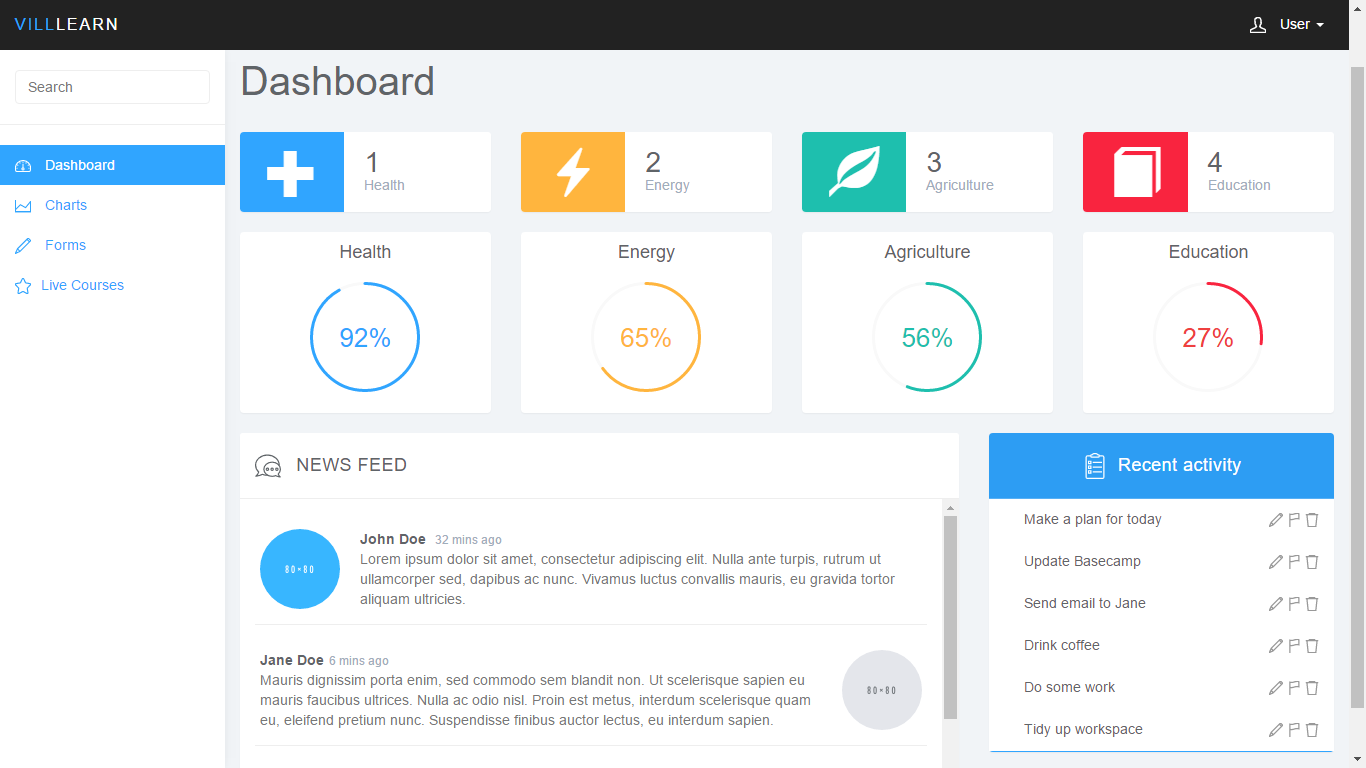 VILLLEARN
User
Search
Dashboard
Charts
Forms
Live Courses
Dashboard
1
Health
2
Energy
3
Agriculture
4
Education
Health
92%
Energy
65%
Agriculture
56%
Education
27%
NEWS FEED
John Doe 32 mins ago
Lorem ipsum dolor sit amet, consectetur adipiscing elit. Nulla ante turpis, rutrum ut
ullamcorper sed, dapibus ac nunc. Vivamus luctus convallis mauris, eu gravida tortor
aliquam ultricies.
80×80
Jane Doe 6 mins ago
Mauris dignissim porta enim, sed commodo sem blandit non. Ut scelerisque sapien eu
mauris faucibus ultrices. Nulla ac odio nisl. Proin est metus, interdum scelerisque quam
eu, eleifend pretium nunc. Suspendisse finibus auctor lectus, eu interdum sapien.
80×80
Recent activity
Make a plan for today
Update Basecamp
Send email to Jane
Drink coffee
Do some work
Tidy up workspace